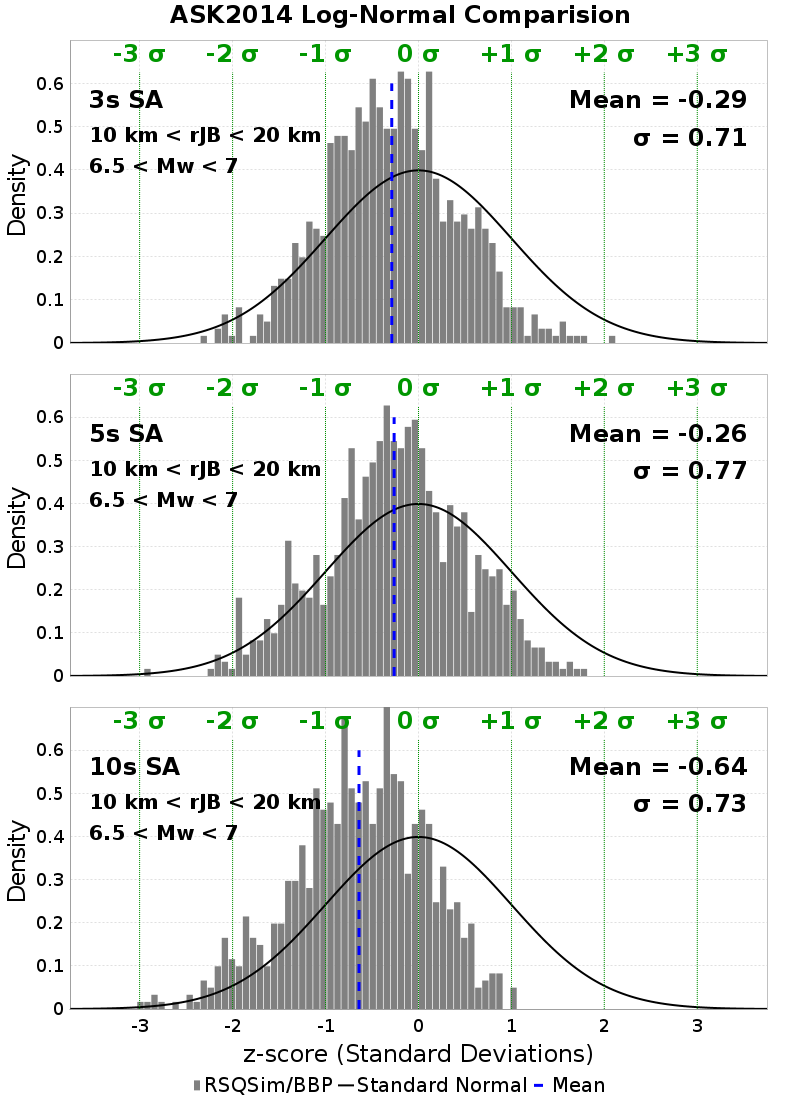 ASK2014 Log-Normal Comparision
-3 σ -2 σ -1 σ 0 σ +1 σ +2 σ +3 σ
3s SA
10 km < rJB < 20 km
6.5 < Mw < 7
Mean = -0.29
σ = 0.71
Density
0.6
0.5
0.4
0.3
0.2
0.1
0
-3 σ -2 σ -1 σ 0 σ +1 σ +2 σ +3 σ
5s SA
10 km < rJB < 20 km
6.5 < Mw < 7
Mean = -0.26
σ = 0.77
Density
0.6
0.5
0.4
0.3
0.2
0.1
0
-3 σ -2 σ -1 σ 0 σ +1 σ +2 σ +3 σ
10s SA
10 km < rJB < 20 km
6.5 < Mw < 7
Mean = -0.64
σ = 0.73
Density
0.6
0.5
0.4
0.3
0.2
0.1
0
-3 -2 -1 0 1 2 3
z-score (Standard Deviations)
RSQSim/BBP Standard Normal Mean